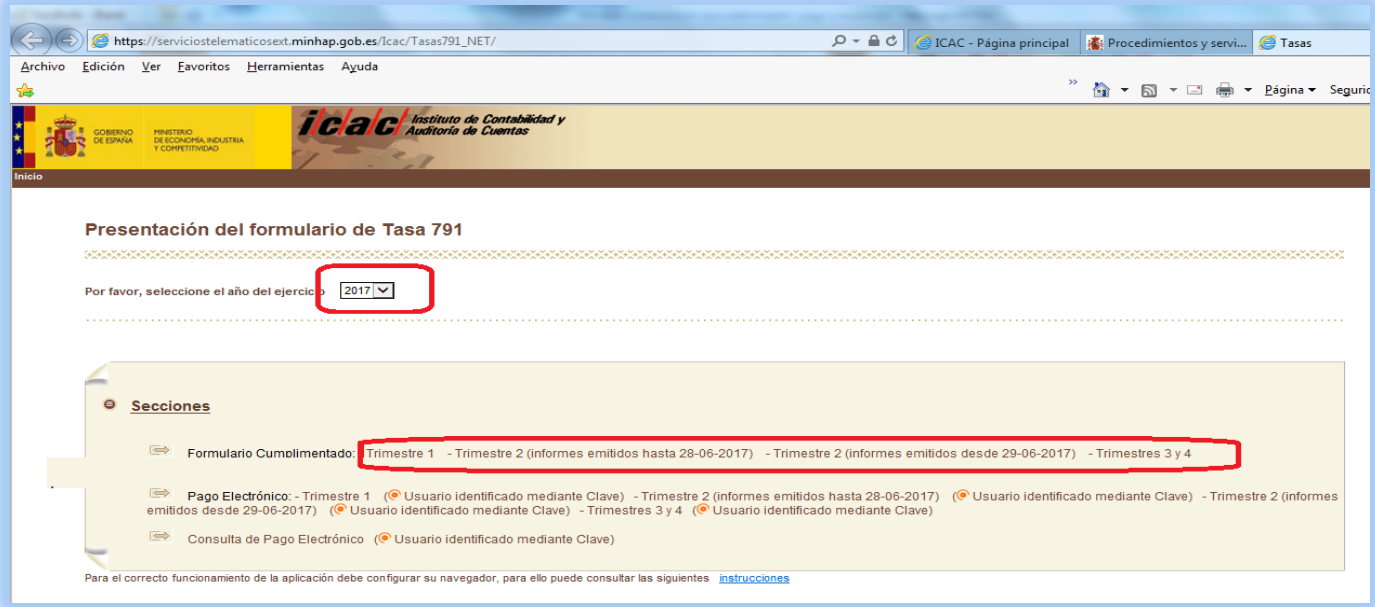 https://serviciostelematicosext.minhap.gob.es/Icac/Tasas791_NET/
ICAC - Página principal
Procedimientos y servi...
Tasas
Archivo Edición Ver Favoritos Herramientas Ayuda
Página
Seguric
GOBIERNO DE ESPAÑA
MINISTERIO DE ECONOMÍA, INDUSTRIA Y COMPETITIVIDAD
icac Instituto de Contabilidad y
Auditoría de Cuentas
Inicio
Presentación del formulario de Tasa 791
Por favor, seleccione el año del ejercicio 2017
Secciones
Formulario Cumplimentado: Trimestre 1 - Trimestre 2 (informes emitidos hasta 28-06-2017) - Trimestre 2 (informes emitidos desde 29-06-2017) - Trimestres 3 y 4
Pago Electrónico: - Trimestre 1 (Usuario identificado mediante Clave) - Trimestre 2 (informes emitidos hasta 28-06-2017) (Usuario identificado mediante Clave) - Trimestre 2 (informes
emitidos desde 29-06-2017) (Usuario identificado mediante Clave) - Trimestres 3 y 4 (Usuario identificado mediante Clave)
Consulta de Pago Electrónico (Usuario identificado mediante Clave)
Para el correcto funcionamiento de la aplicación debe configurar su navegador, para ello puede consultar las siguientes instrucciones